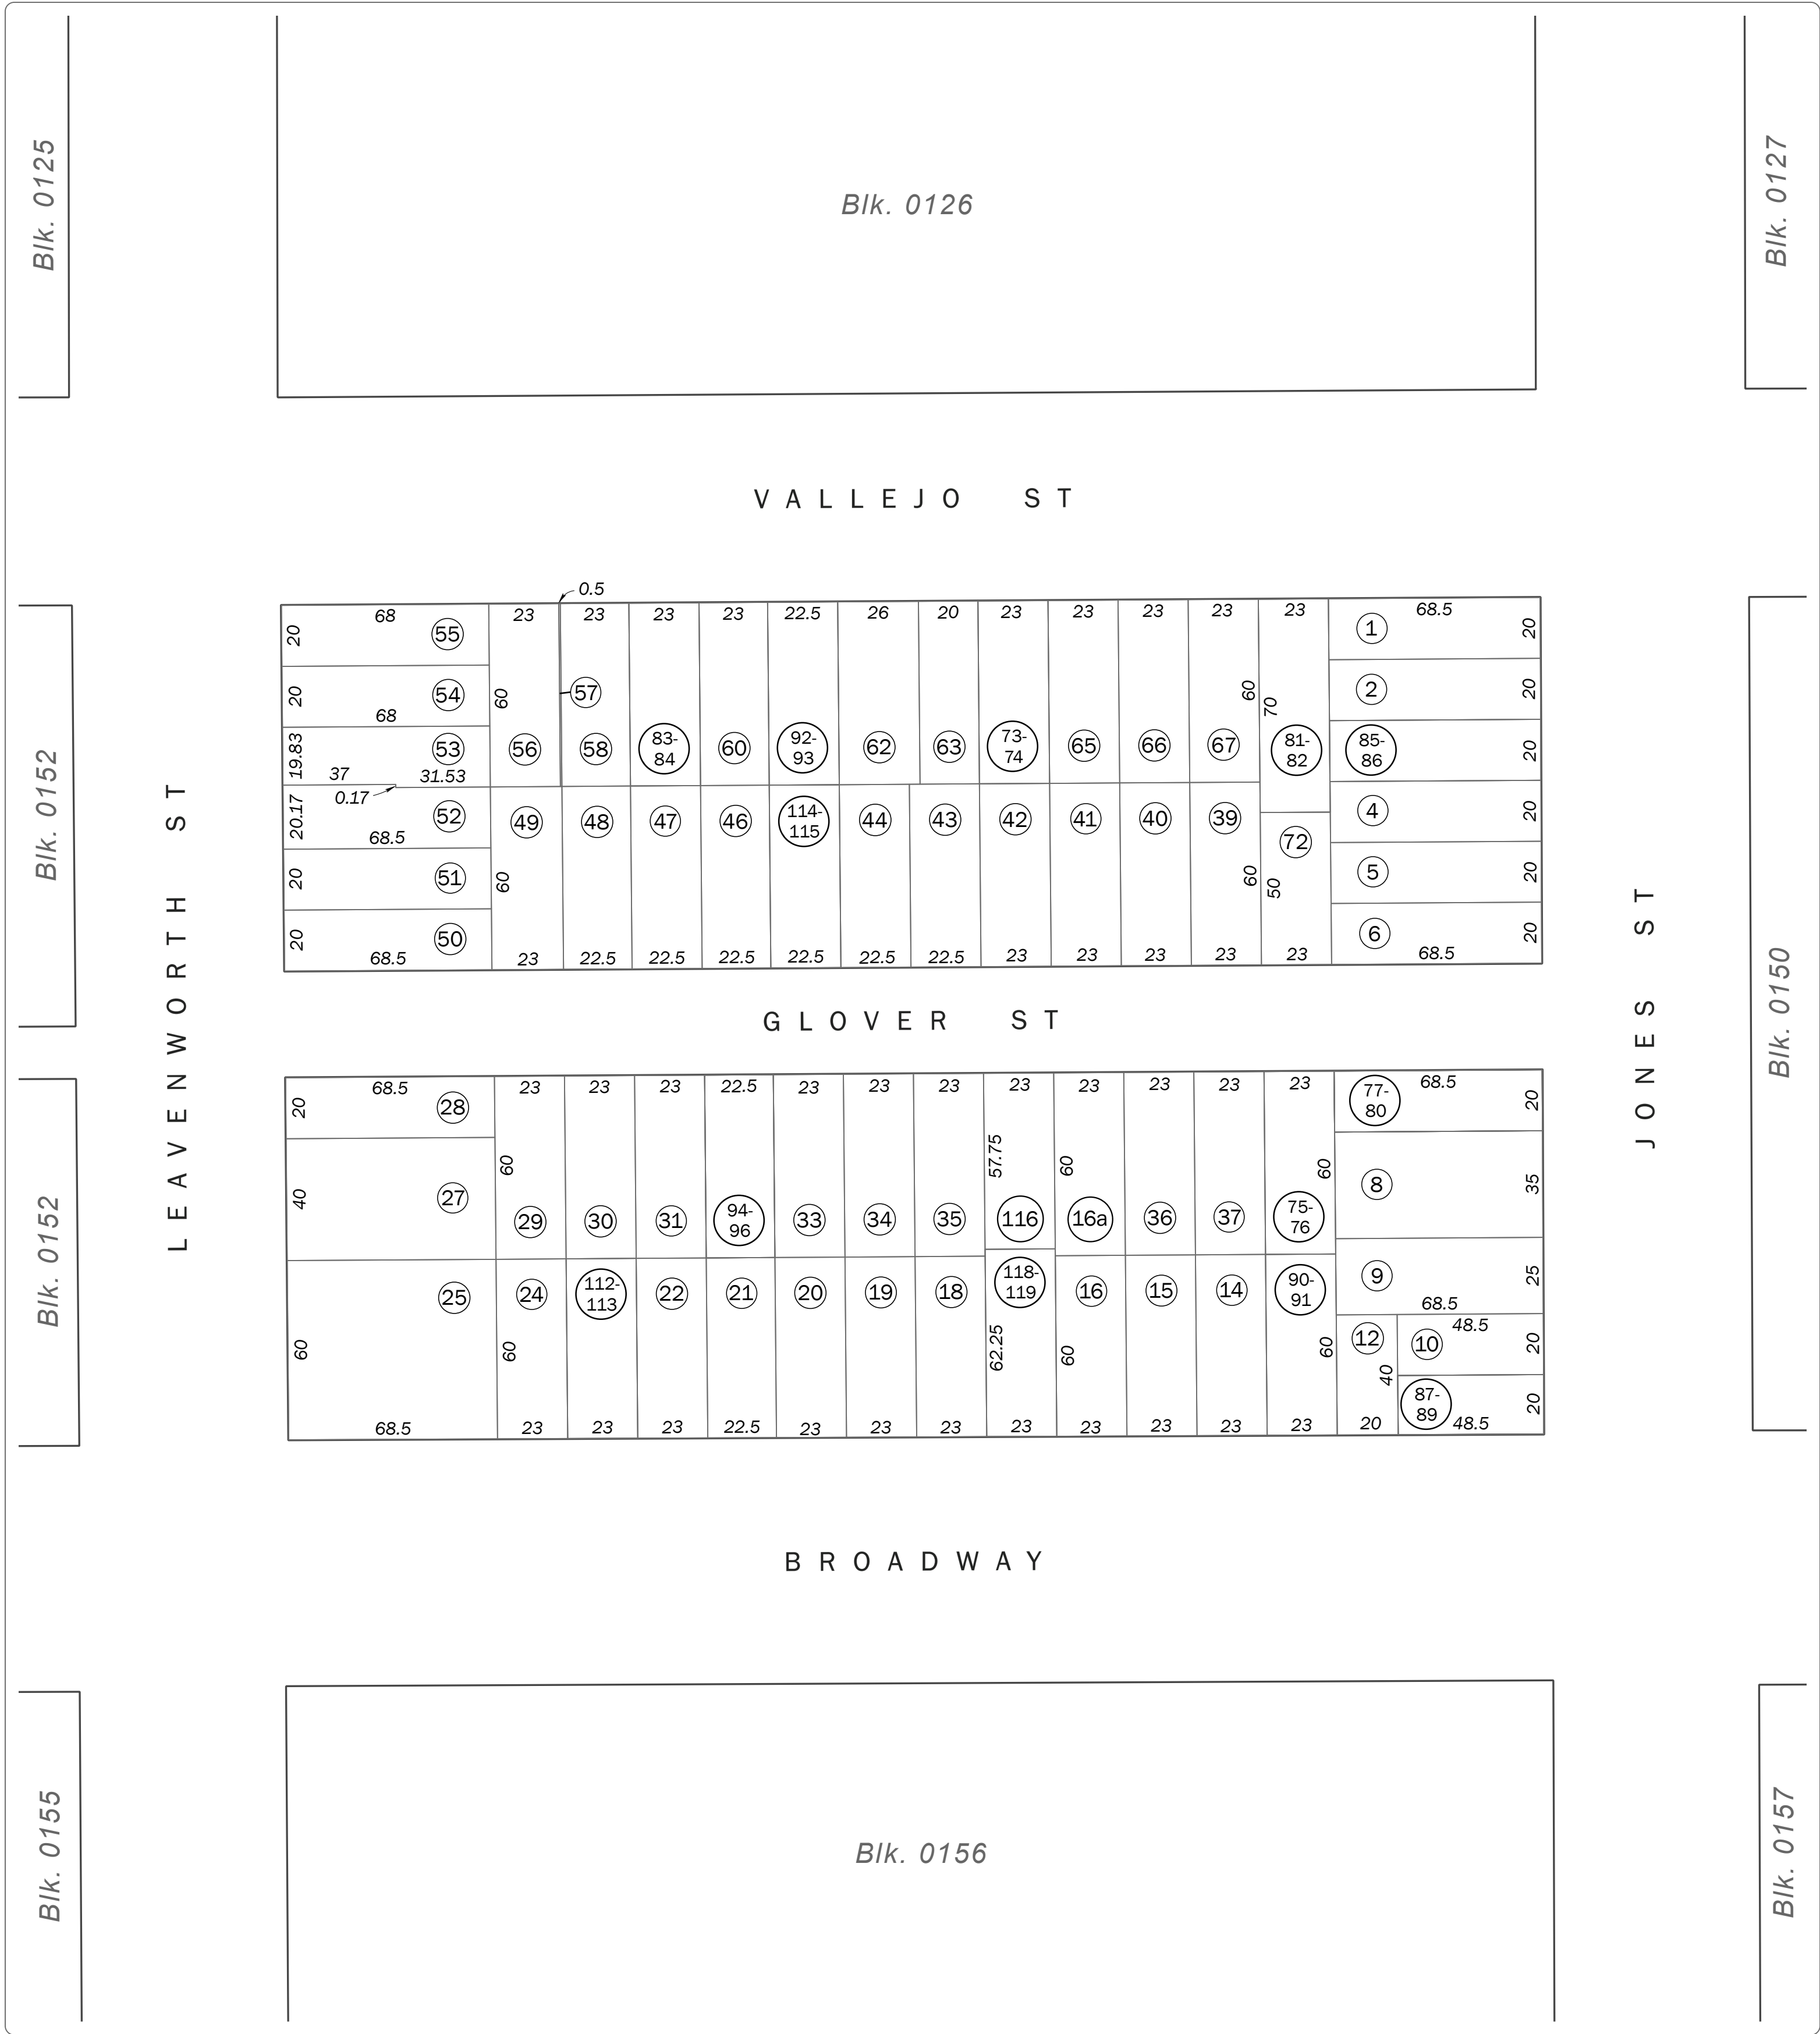 Blk. 0125
Blk. 0126
Blk. 0127
VALLEJO ST
0.5
68 23 23 23 23 22.5 26 20 23 23 23 23 23 68.5
20 55 1 20
20 54 60 57 60 70 2 20
68
19.83 53 56 58 83-84 60 92-93 62 63 73-74 65 66 67 81-82 85-86 20
37 31.53
0.17
20.17 52 49 48 47 46 114-115 44 43 42 41 40 39 72 4 20
68.5
20 51 60 60 50 5 20
20 50 6 20
68.5 23 22.5 22.5 22.5 22.5 22.5 22.5 23 23 23 23 23 68.5
Blk. 0152
LEAVENWORTH ST
GLOVER ST
JONES ST
Blk. 0150
68.5 23 23 23 22.5 23 23 23 23 23 23 23 23 68.5
20 28 77-80 20
60 57.75 60 60
40 27 8 35
29 30 31 94-96 33 34 35 116 16a 36 37 75-76
25 24 112-113 22 21 20 19 18 118-119 16 15 14 90-91 9 25
68.5
60 60 62.25 60 60 12 40 10 48.5 20
87-89 20
68.5 23 23 23 22.5 23 23 23 23 23 23 23 23 20 48.5
Blk. 0152
BROADWAY
Blk. 0155
Blk. 0156
Blk. 0157